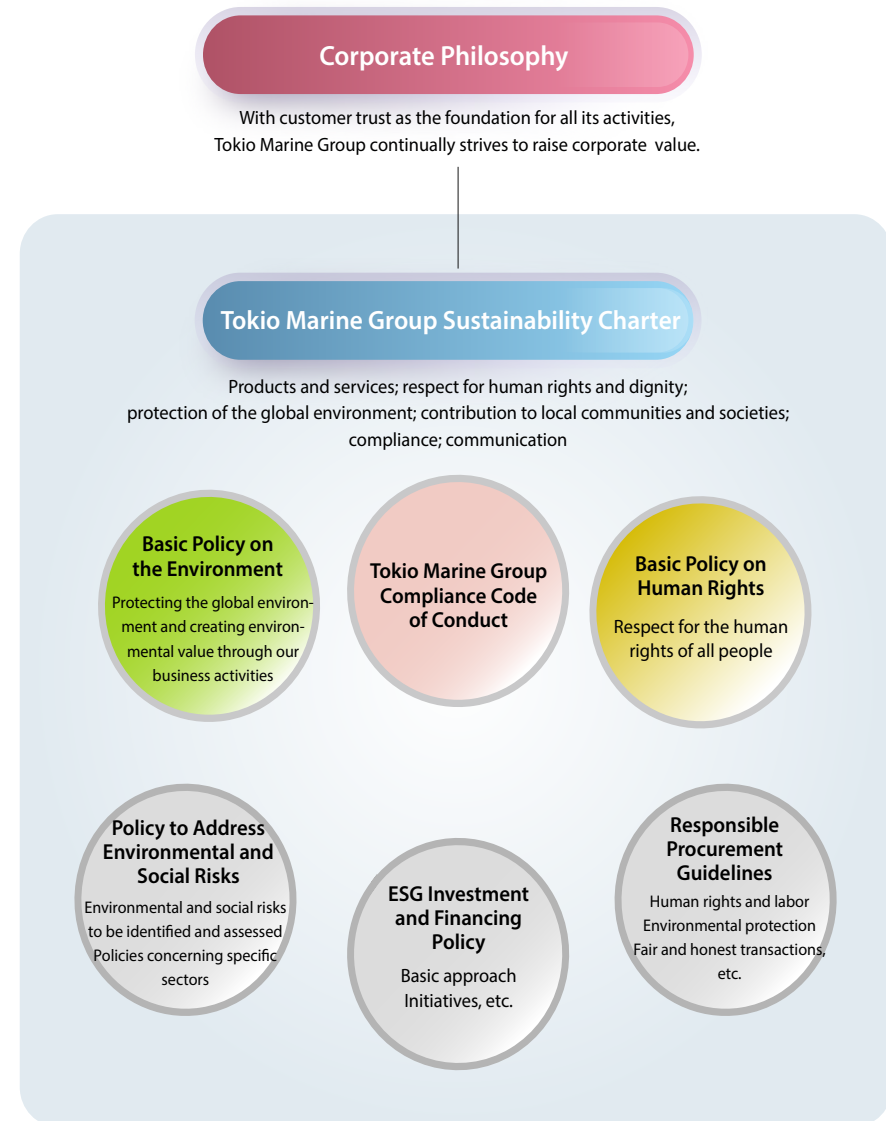 Corporate Philosophy
With customer trust as the foundation for all its activities,
Tokio Marine Group continually strives to raise corporate value.
Tokio Marine Group Sustainability Charter
Products and services; respect for human rights and dignity;
protection of the global environment; contribution to local communities and societies;
compliance; communication
Basic Policy on
the Environment
Protecting the global environ-
ment and creating environ-
mental value through our
business activities
Tokio Marine Group
Compliance Code
of Conduct
Basic Policy on
Human Rights
Respect for the human
rights of all people
Policy to Address
Environmental and
Social Risks
Environmental and social risks
to be identified and assessed
Policies concerning specific
sectors
ESG Investment
and Financing
Policy
Basic approach
Initiatives, etc.
Responsible
Procurement
Guidelines
Human rights and labor
Environmental protection
Fair and honest transactions,
etc.